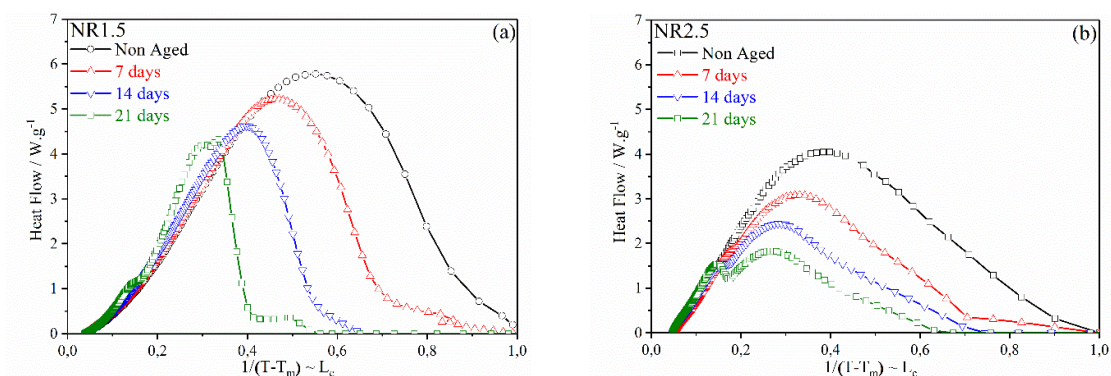 NR1.5
(a)
Non Aged
7 days
14 days
21 days
Heat Flow / W.g-1
7
6
5
4
3
2
1
0
0,0 0,2 0,4 0,6 0,8 1,0
1/(T-Tm) ~ Lc
NR2.5
(b)
Non Aged
7 days
14 days
21 days
Heat Flow / W.g-1
7
6
5
4
3
2
1
0
0,0 0,2 0,4 0,6 0,8 1,0
1/(T-Tm) ~ Lc